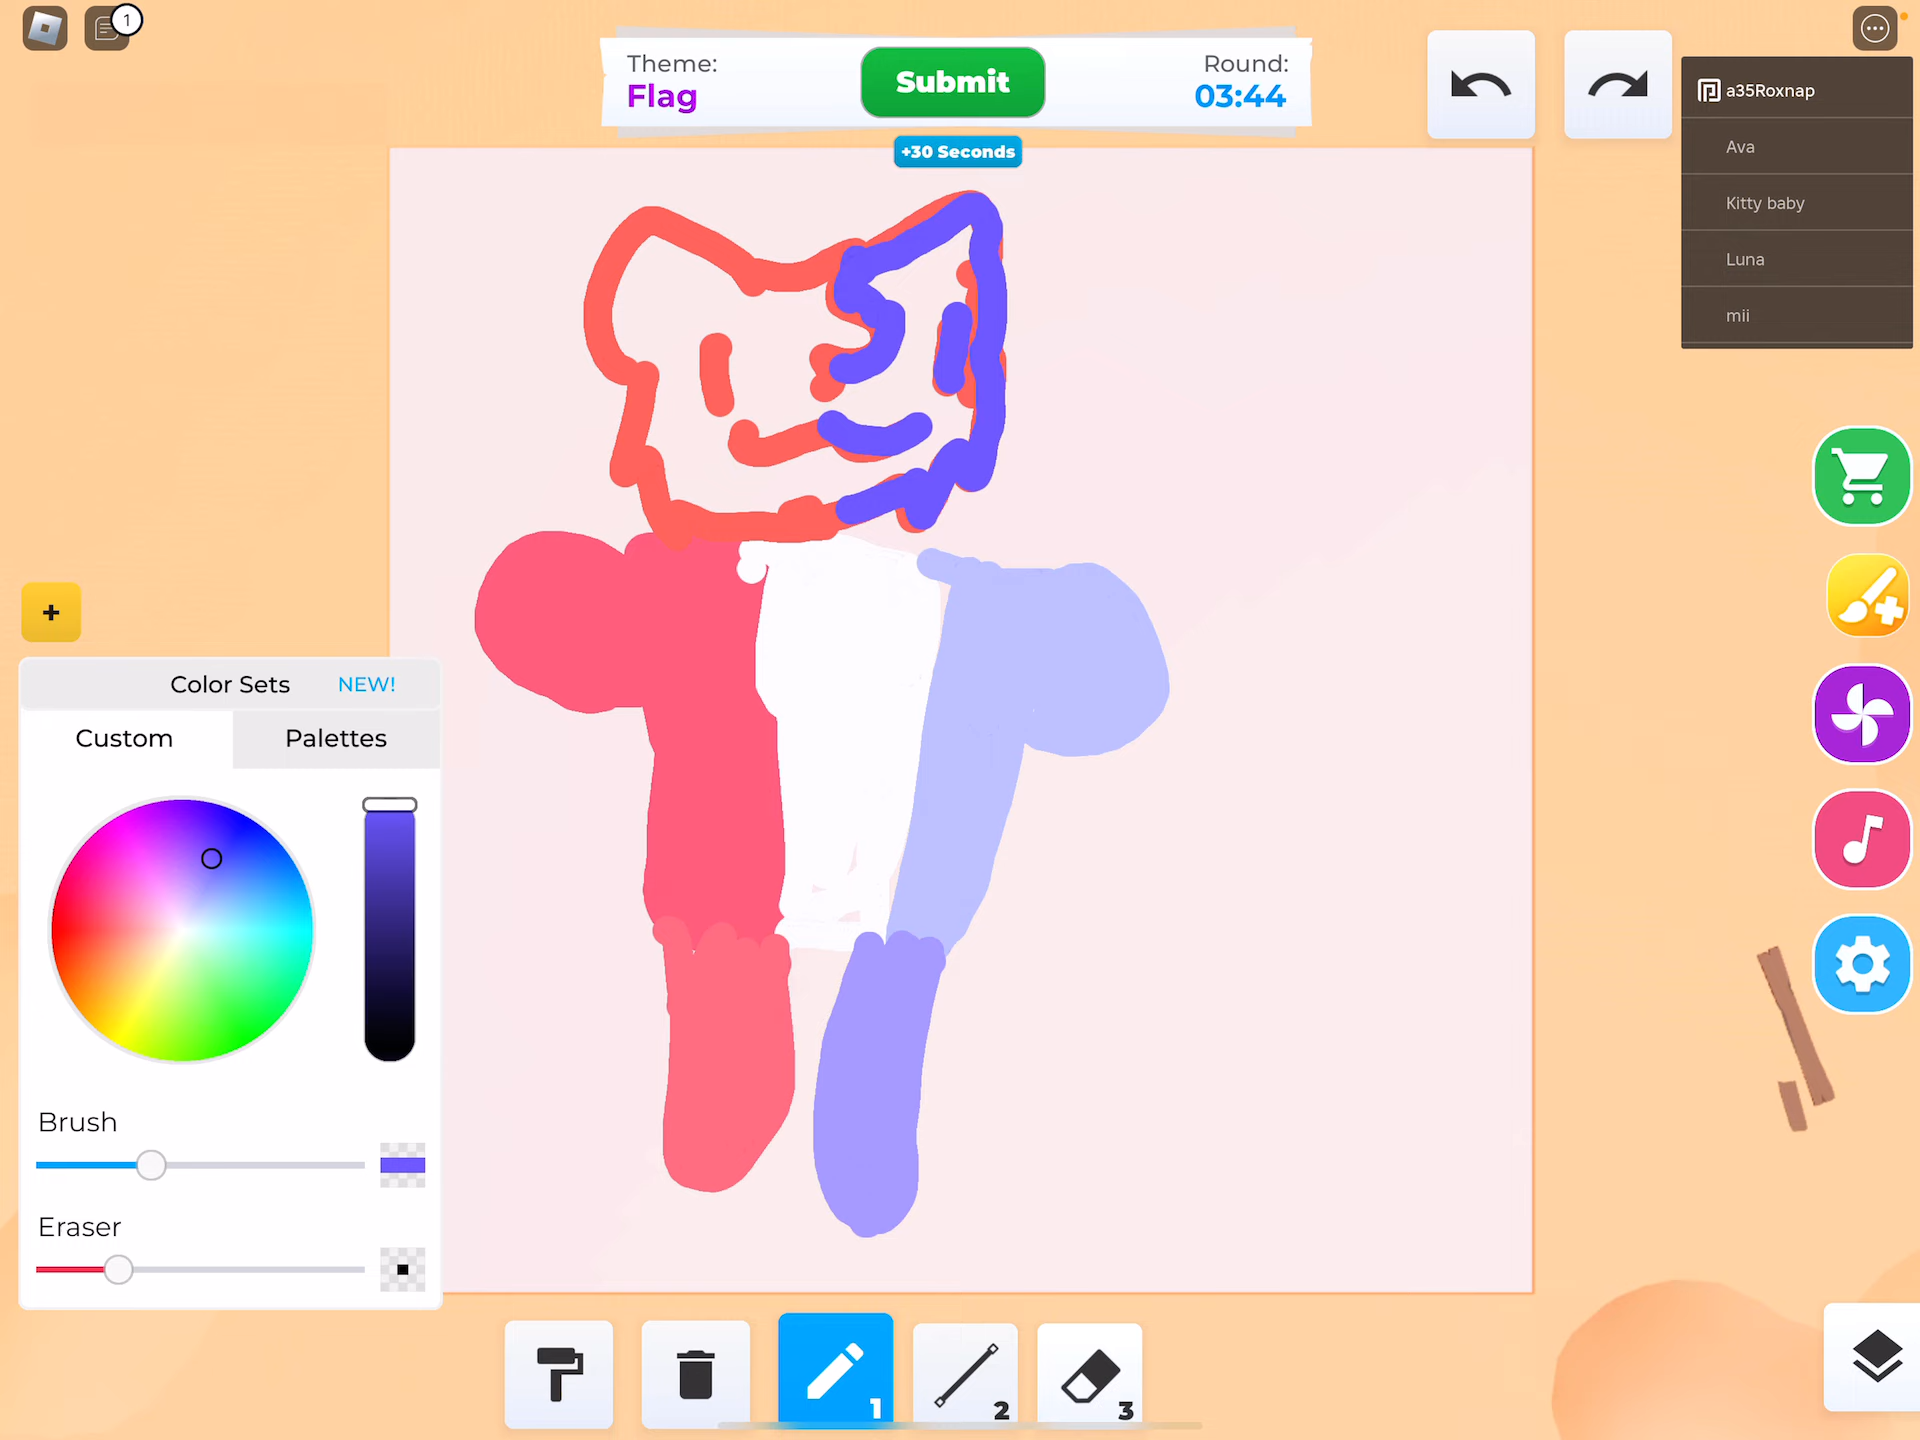 1
Theme:
Flag
Submit
Round:
03:44
+30 Seconds
a35Roxnap
Ava
Kitty baby
Luna
mii
+
Color Sets NEW!
Custom Palettes
Brush
Eraser
1
2
3